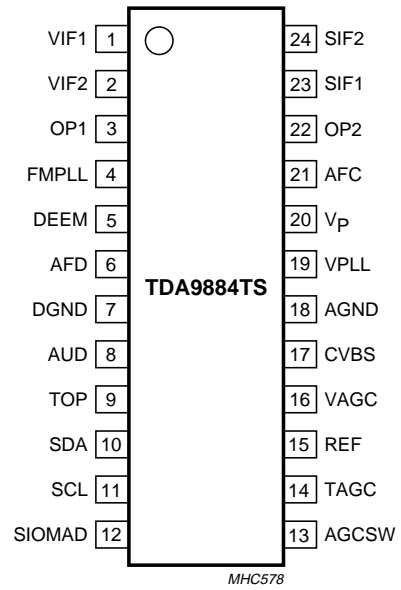 VIF1 1
VIF2 2
OP1 3
FMPLL 4
DEEM 5
AFD 6
DGND 7
AUD 8
TOP 9
SDA 10
SCL 11
SIOMAD 12
TDA9884TS
24 SIF2
23 SIF1
22 OP2
21 AFC
20 VP
19 VPLL
18 AGND
17 CVBS
16 VAGC
15 REF
14 TAGC
13 AGCSW
MHC578